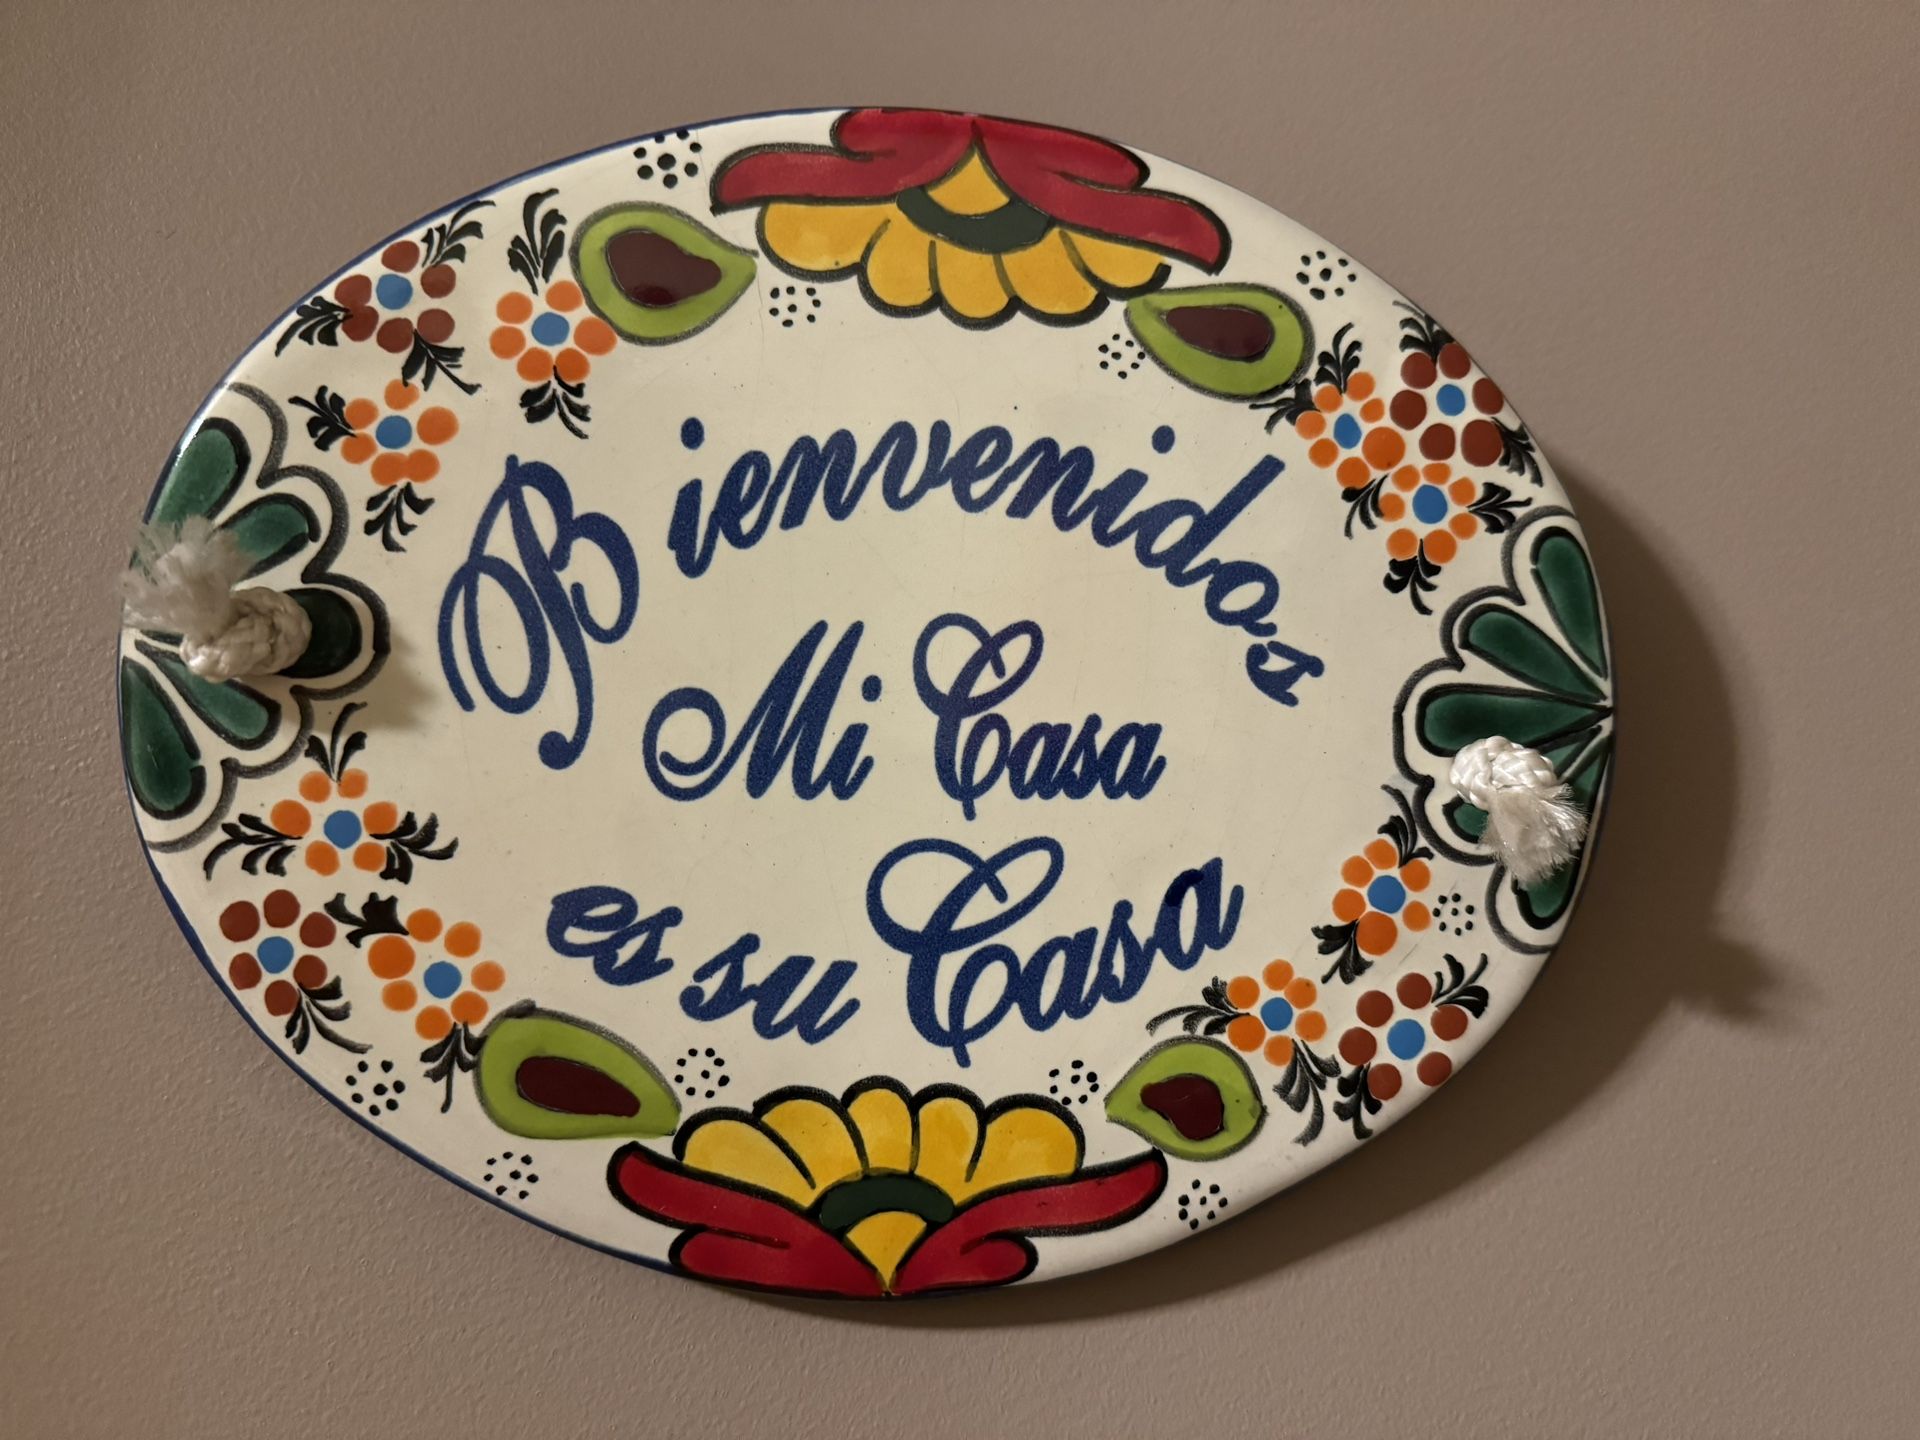 Bienvenidos
Mi Casa
es su Casa